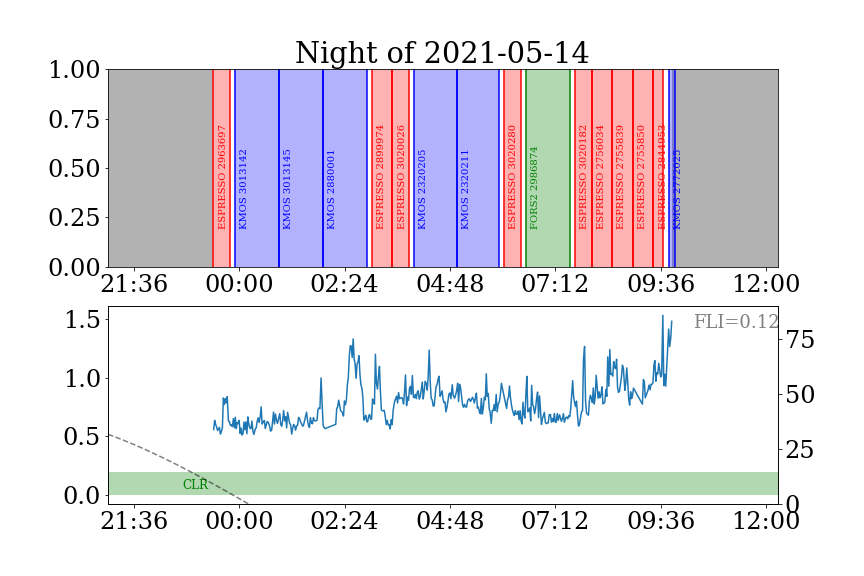 Night of 2021-05-14
1.00
0.75
0.50
0.25
0.00
ESPRESSO 2963697
KMOS 3013142
KMOS 3013145
KMOS 2880001
ESPRESSO 2899974
ESPRESSO 3020026
KMOS 2320205
KMOS 2320211
ESPRESSO 3020280
FORS2 2986874
ESPRESSO 3020182
ESPRESSO 2756034
ESPRESSO 2755839
ESPRESSO 2755850
ESPRESSO 2844953
KMOS 2772025
21:36 00:00 02:24 04:48 07:12 09:36 12:00
1.5
1.0
0.5
0.0
FLI=0.12
75
50
25
0
CLR
21:36 00:00 02:24 04:48 07:12 09:36 12:00